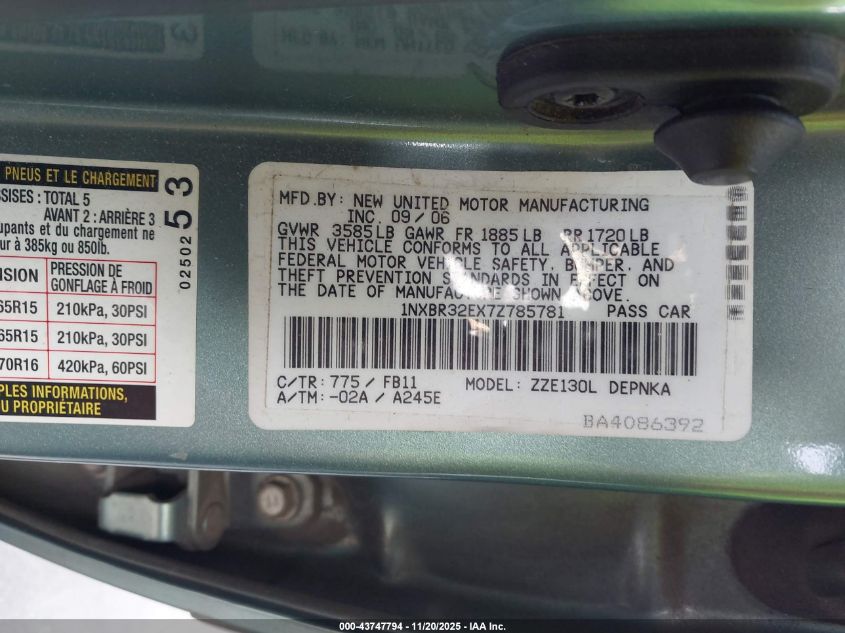 PNEUS ET LE CHARGEMENT
SSISES : TOTAL 5
AVANT 2 : ARRIÈRE 3
upants et du chargement ne
ur à 385kg ou 850lb.
NSION PRESSION DE GONFLAGE À FROID
65R15 210kPa, 30PSI
65R15 210kPa, 30PSI
70R16 420kPa, 60PSI
PLES INFORMATIONS,
U PROPRIÉTAIRE
02502 53
MFD.BY: NEW UNITED MOTOR MANUFACTURING
INC. 09/06
GVWR 3585LB GAWR FR 1885LB RR 1720LB
THIS VEHICLE CONFORMS TO ALL APPLICABLE
FEDERAL MOTOR VEHICLE SAFETY, BUMPER, AND
THEFT PREVENTION STANDARDS IN EFFECT ON
THE DATE OF MANUFACTURE SHOWN ABOVE.
1NXBR32EX7Z785781 PASS CAR
C/TR: 775/FB11 MODEL: ZZE130L DEPNKA
A/TM: -02A / A245E
BA4086392
000-43747794 - 11/20/2025 - IAA Inc.